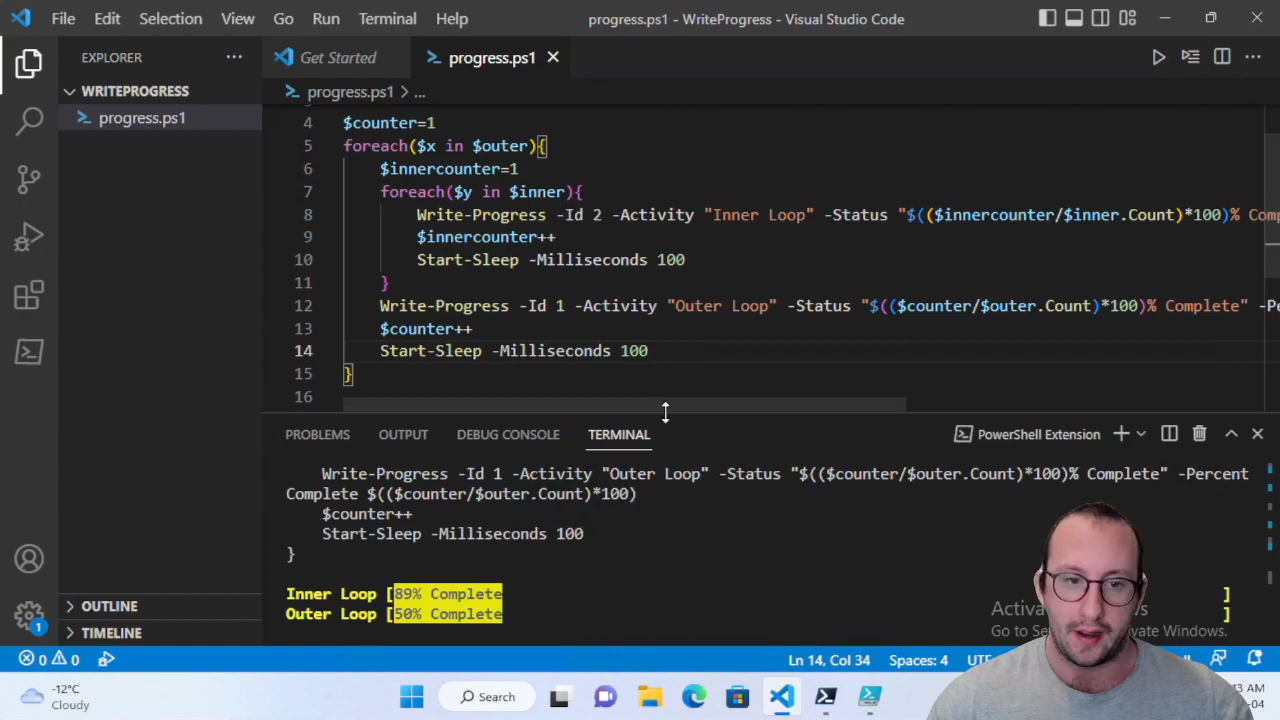 File Edit Selection View Go Run Terminal Help progress.ps1 - WriteProgress - Visual Studio Code
EXPLORER ··· Get Started progress.ps1
WRITEPROGRESS
progress.ps1 > ...
progress.ps1
4 $counter=1
5 foreach($x in $outer){
6 $innercounter=1
7 foreach($y in $inner){
8 Write-Progress -Id 2 -Activity "Inner Loop" -Status "$(($innercounter/$inner.Count)*100)% Com
9 $innercounter++
10 Start-Sleep -Milliseconds 100
11 }
12 Write-Progress -Id 1 -Activity "Outer Loop" -Status "$(($counter/$outer.Count)*100)% Complete" -P
13 $counter++
14 Start-Sleep -Milliseconds 100
15 }
16
PROBLEMS OUTPUT DEBUG CONSOLE TERMINAL PowerShell Extension
Write-Progress -Id 1 -Activity "Outer Loop" -Status "$(($counter/$outer.Count)*100)% Complete" -Percent
Complete $(($counter/$outer.Count)*100)
$counter++
Start-Sleep -Milliseconds 100
}
Inner Loop [89% Complete ]
Outer Loop [50% Complete ]
OUTLINE
TIMELINE
1
0 0 Ln 14, Col 34 Spaces: 4
-12°C
Cloudy
Search